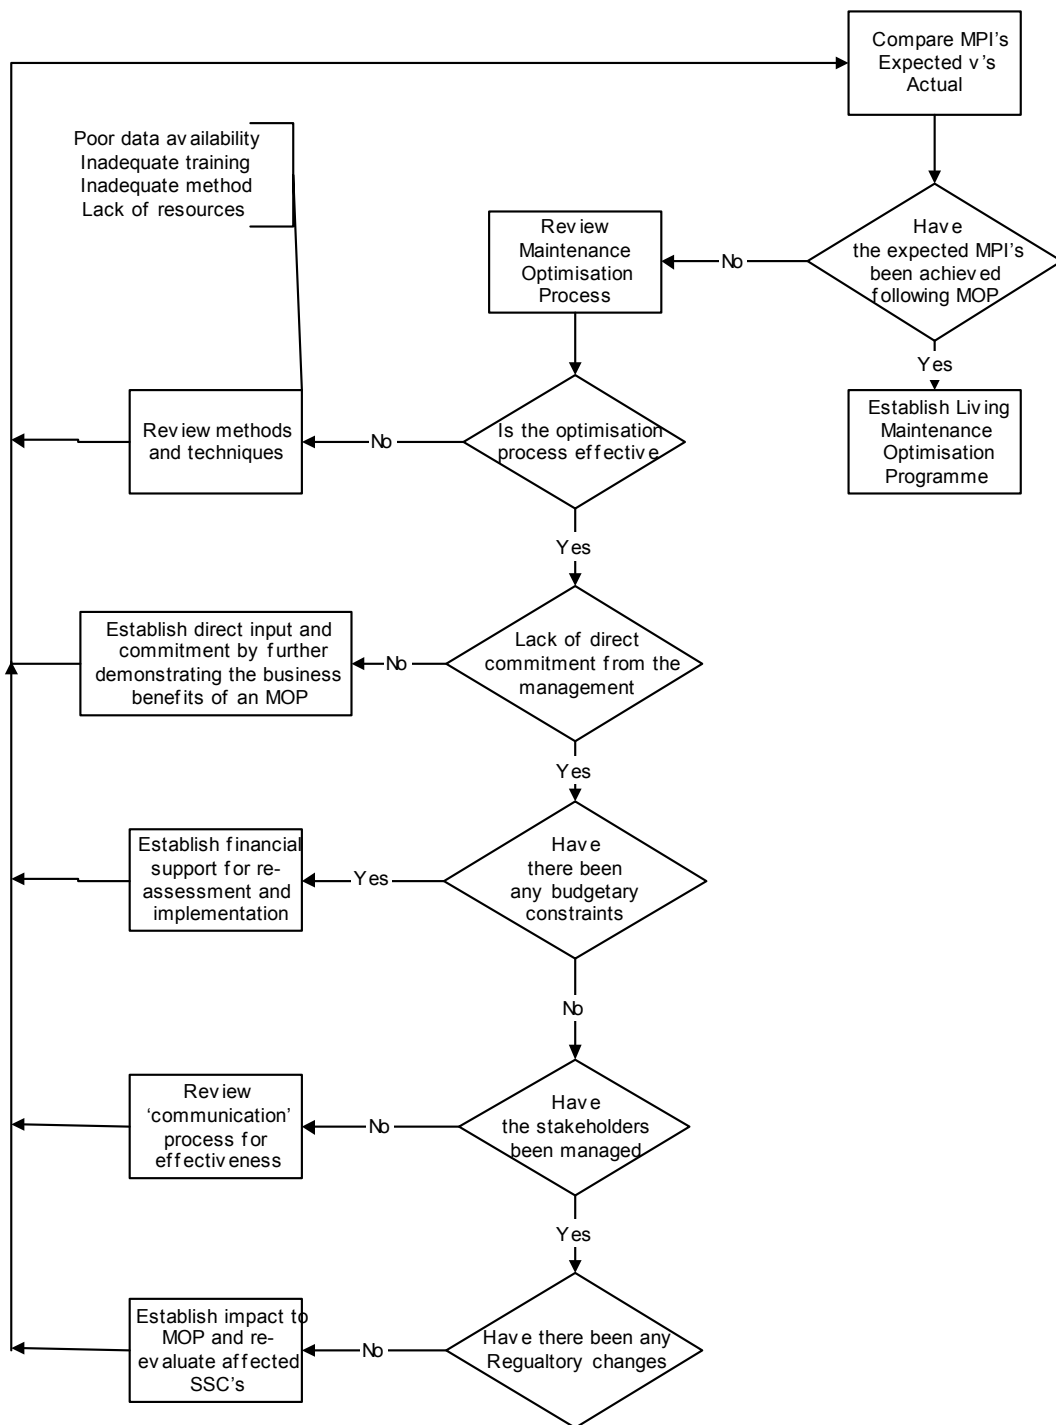 Compare MPI's
Expected v's
Actual
Poor data availability
Inadequate training
Inadequate method
Lack of resources
Have
the expected MPI's
been achieved
following MOP
No
Review
Maintenance
Optimisation
Process
Yes
Establish Living
Maintenance
Optimisation
Programme
Is the optimisation
process effective
No
Review methods
and techniques
Yes
Lack of direct
commitment from the
management
No
Establish direct input and
commitment by further
demonstrating the business
benefits of an MOP
Yes
Have
there been
any budgetary
constraints
Yes
Establish financial
support for re-
assessment and
implementation
No
Have
the stakeholders
been managed
No
Review
‘communication’
process for
effectiveness
Yes
Have there been any
Regualtory changes
No
Establish impact to
MOP and re-
evaluate affected
SSC's